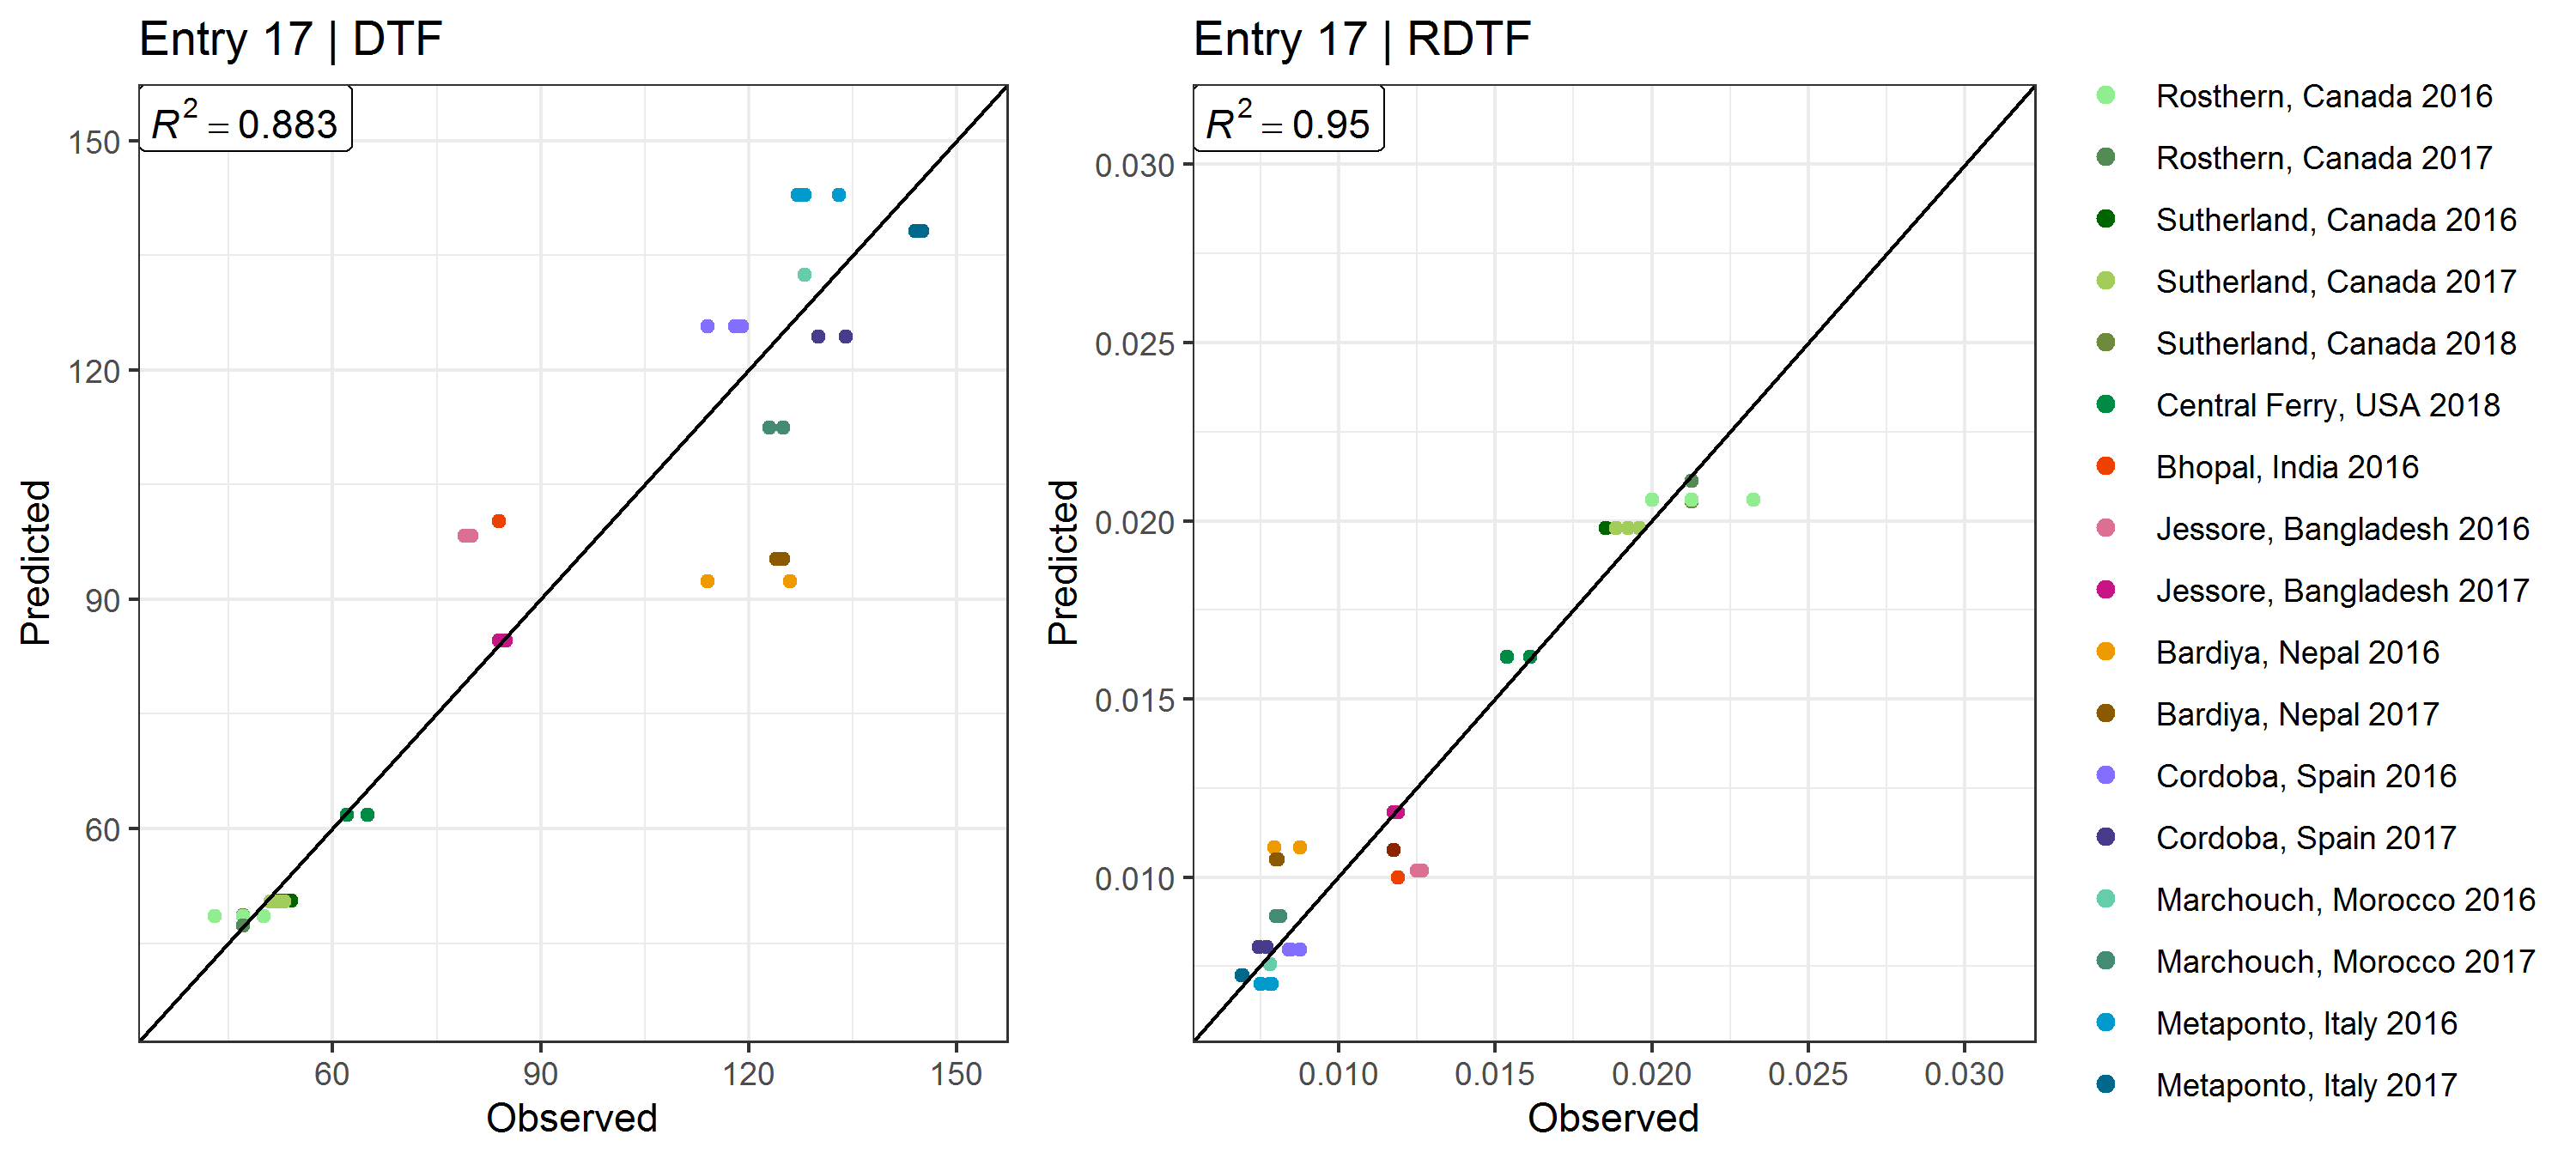 Entry 17 | DTF
R² = 0.883
150
120
90
60
Predicted
60 90 120 150
Observed
Entry 17 | RDTF
R² = 0.95
0.030
0.025
0.020
0.015
0.010
Predicted
0.010 0.015 0.020 0.025 0.030
Observed
Rosthern, Canada 2016
Rosthern, Canada 2017
Sutherland, Canada 2016
Sutherland, Canada 2017
Sutherland, Canada 2018
Central Ferry, USA 2018
Bhopal, India 2016
Jessore, Bangladesh 2016
Jessore, Bangladesh 2017
Bardiya, Nepal 2016
Bardiya, Nepal 2017
Cordoba, Spain 2016
Cordoba, Spain 2017
Marchouch, Morocco 2016
Marchouch, Morocco 2017
Metaponto, Italy 2016
Metaponto, Italy 2017